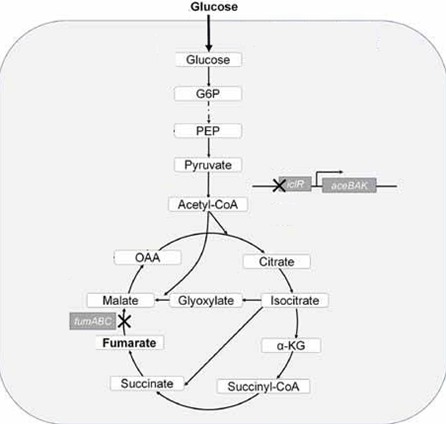 Glucose
Glucose
G6P
PEP
Pyruvate
iclR
aceBAK
Acetyl-CoA
OAA
Citrate
Malate
Glyoxylate
Isocitrate
fumABC
Fumarate
α-KG
Succinate
Succinyl-CoA